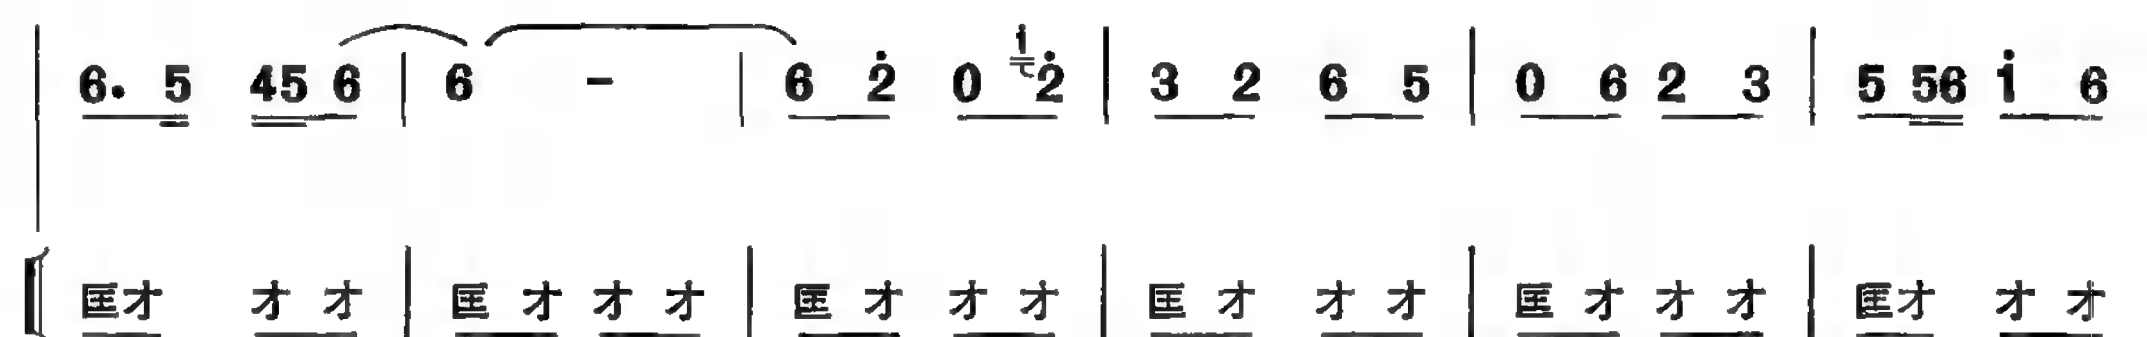 6. 5 45 6 | 6 - | 6 2̇ 0 i 2̇ | 3 2 6 5 | 0 6 2 3 | 5 56 i 6
匡才 才 才 | 匡 才 才 才 | 匡 才 才 才 | 匡 才 才 才 | 匡 才 才 才 | 匡才 才 才